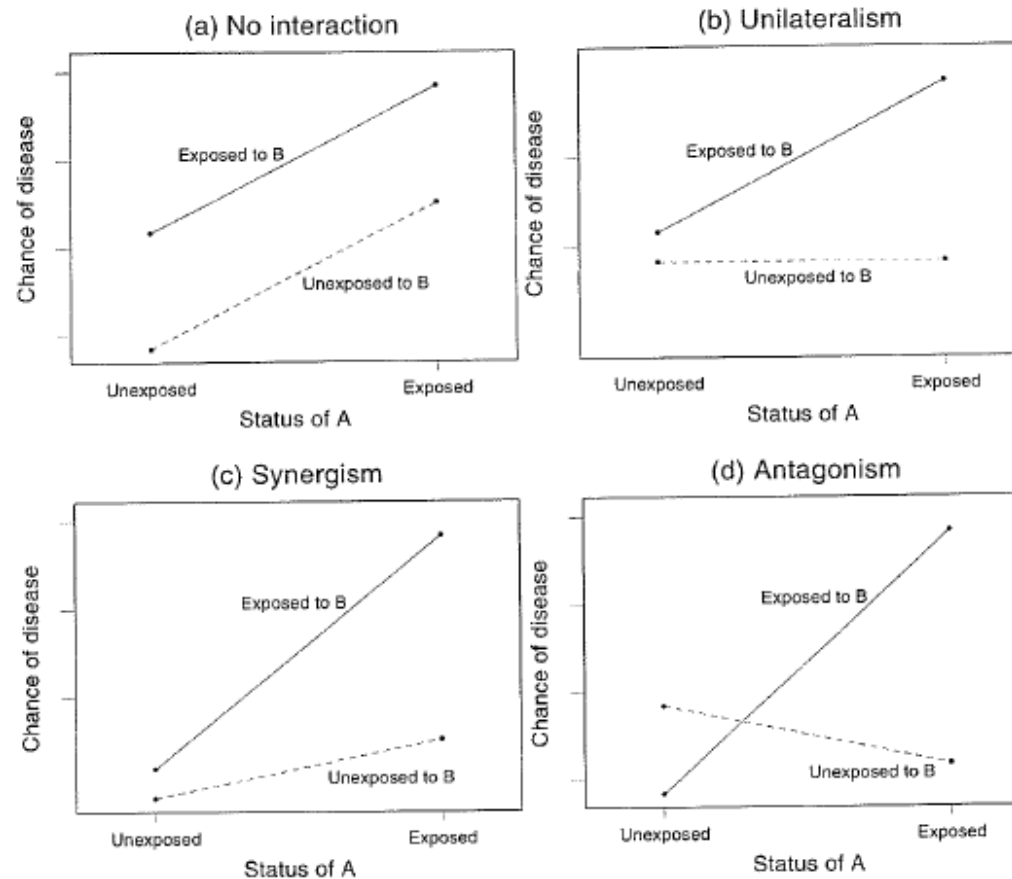 (a) No interaction
Chance of disease
Exposed to B
Unexposed to B
Unexposed
Exposed
Status of A
(b) Unilateralism
Chance of disease
Exposed to B
Unexposed to B
Unexposed
Exposed
Status of A
(c) Synergism
Chance of disease
Exposed to B
Unexposed to B
Unexposed
Exposed
Status of A
(d) Antagonism
Chance of disease
Exposed to B
Unexposed to B
Unexposed
Exposed
Status of A